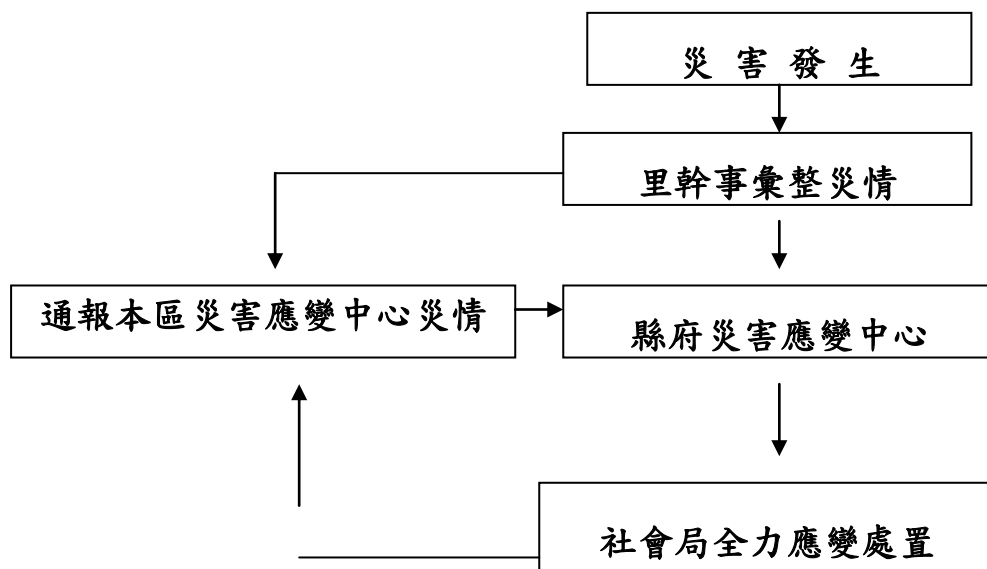 災 害 發 生
里幹事彙整災情
通報本區災害應變中心災情
縣府災害應變中心
社會局全力應變處置